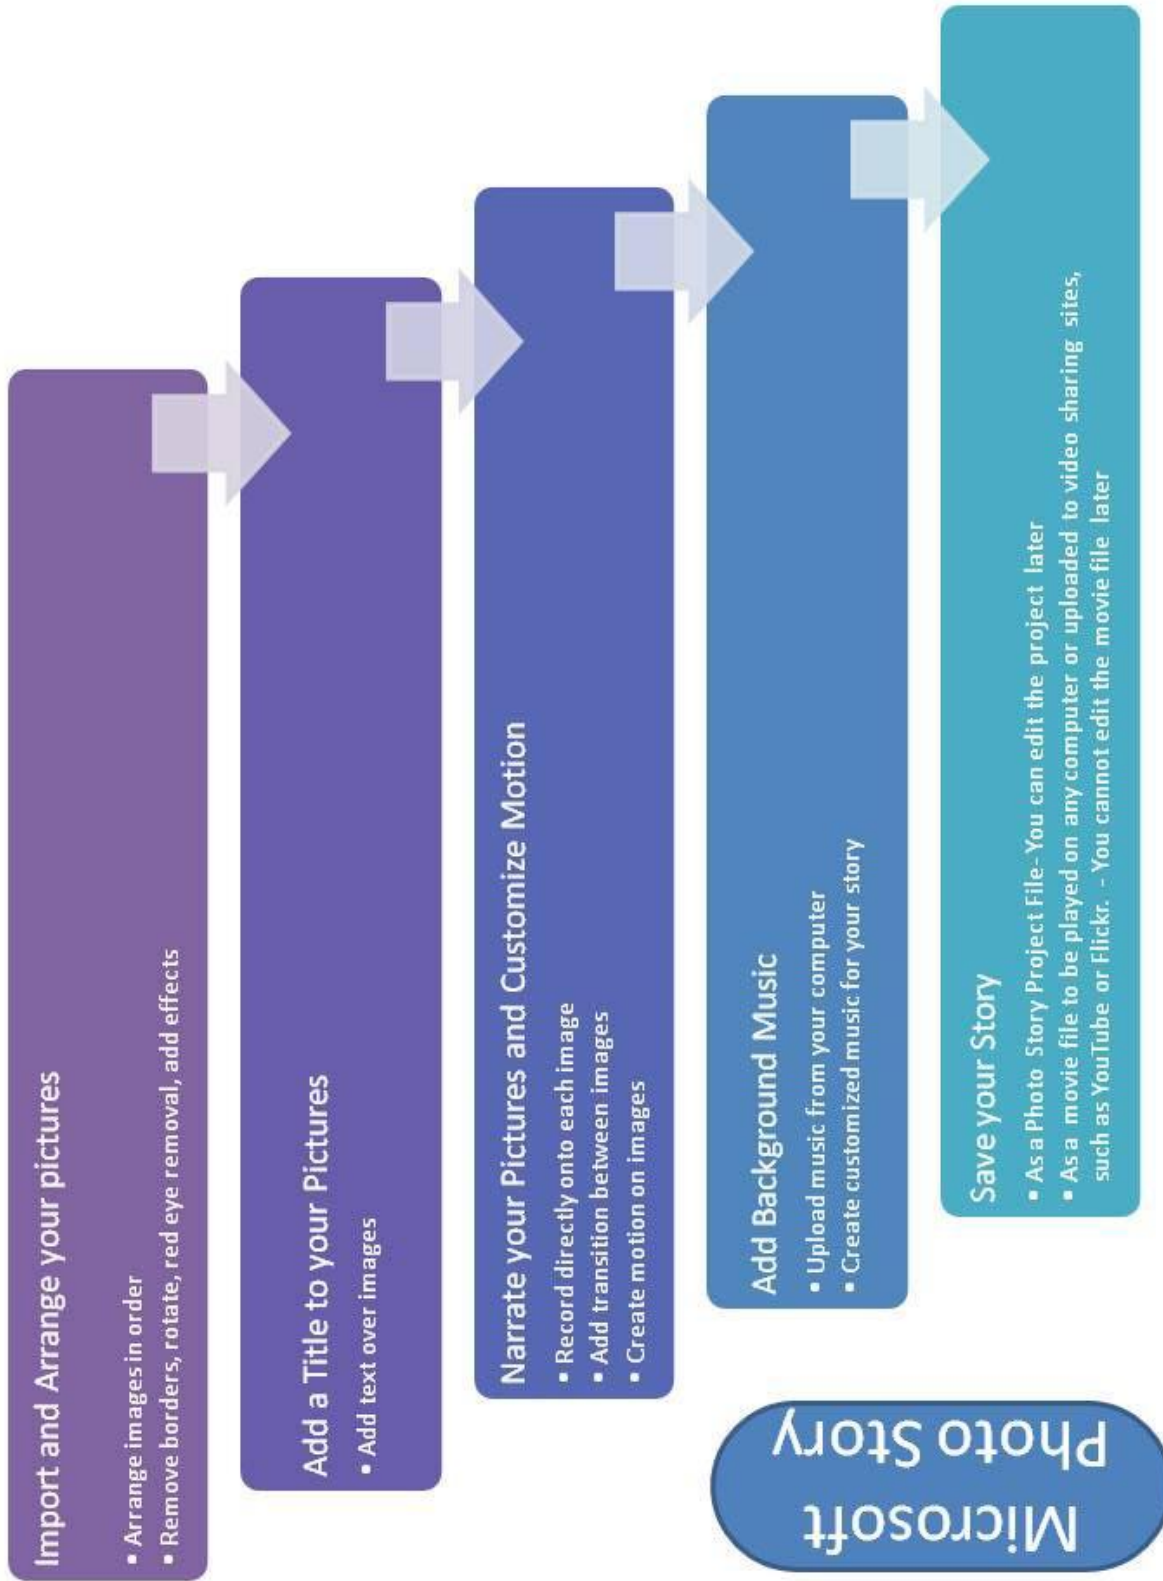 Import and Arrange your pictures
▪ Arrange images in order
▪ Remove borders, rotate, red eye removal, add effects
Add a Title to your Pictures
▪ Add text over images
Narrate your Pictures and Customize Motion
▪ Record directly onto each image
▪ Add transition between images
▪ Create motion on images
Add Background Music
▪ Upload music from your computer
▪ Create customized music for your story
Save your Story
▪ As a Photo Story Project File-You can edit the project later
▪ As a movie file to be played on any computer or uploaded to video sharing sites,
such as YouTube or Flickr. - You cannot edit the movie file later
Microsoft
Photo Story